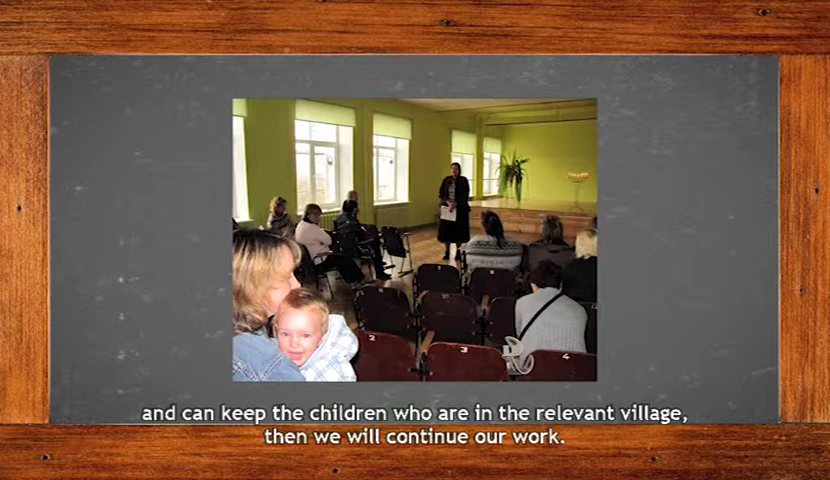 and can keep the children who are in the relevant village,
then we will continue our work.